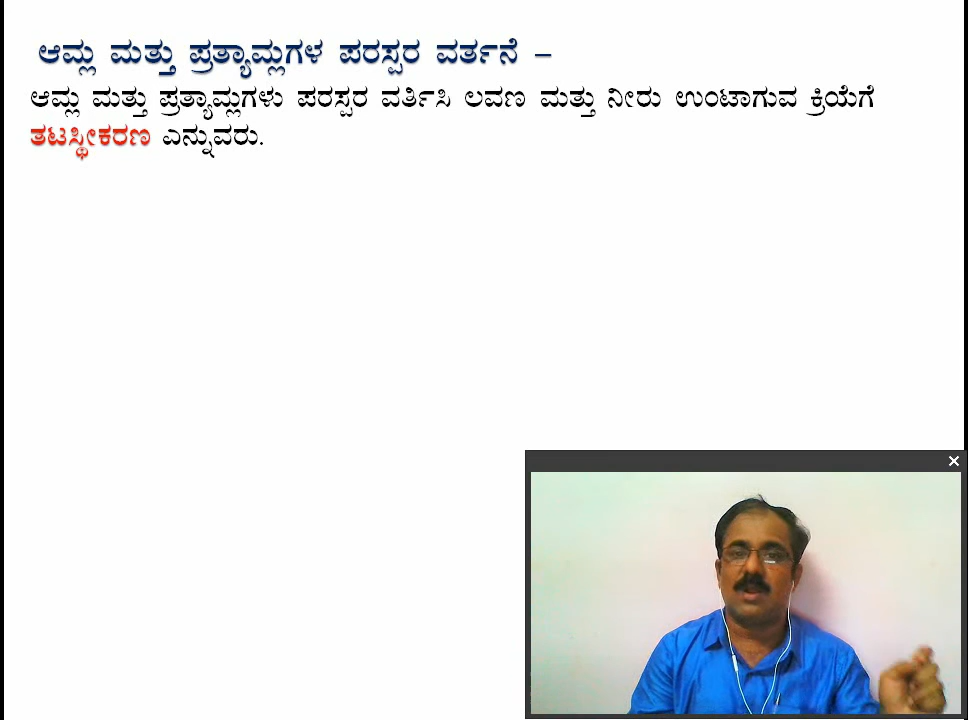 ಆಮ್ಲ ಮತ್ತು ಪ್ರತ್ಯಾಮ್ಲಗಳ ಪರಸ್ಪರ ವರ್ತನೆ –
ಆಮ್ಲ ಮತ್ತು ಪ್ರತ್ಯಾಮ್ಲಗಳು ಪರಸ್ಪರ ವರ್ತಿಸಿ ಲವಣ ಮತ್ತು ನೀರು ಉಂಟಾಗುವ ಕ್ರಿಯೆಗೆ
ತಟಸ್ಥೀಕರಣ ಎನ್ನುವರು.